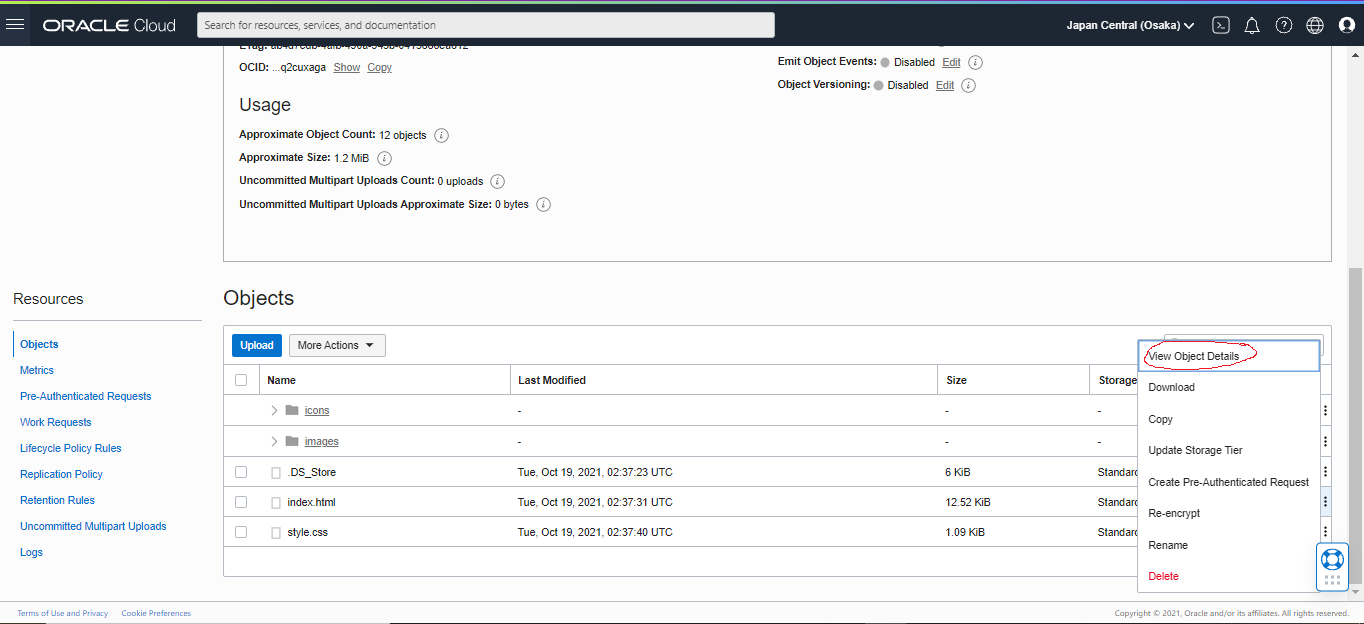 ORACLE Cloud
Search for resources, services, and documentation
Japan Central (Osaka)
OCID: ...q2cuxaga Show Copy
Emit Object Events: Disabled Edit
Object Versioning: Disabled Edit
Usage
Approximate Object Count: 12 objects
Approximate Size: 1.2 MiB
Uncommitted Multipart Uploads Count: 0 uploads
Uncommitted Multipart Uploads Approximate Size: 0 bytes
Resources
Objects
Metrics
Pre-Authenticated Requests
Work Requests
Lifecycle Policy Rules
Replication Policy
Retention Rules
Uncommitted Multipart Uploads
Logs
Objects
Upload More Actions
Name Last Modified Size Storage
icons - - -
images - - -
.DS_Store Tue, Oct 19, 2021, 02:37:23 UTC 6 KiB Standard
index.html Tue, Oct 19, 2021, 02:37:31 UTC 12.52 KiB Standard
style.css Tue, Oct 19, 2021, 02:37:40 UTC 1.09 KiB Standard
View Object Details
Download
Copy
Update Storage Tier
Create Pre-Authenticated Request
Re-encrypt
Rename
Delete
Terms of Use and Privacy Cookie Preferences
Copyright © 2021, Oracle and/or its affiliates. All rights reserved.